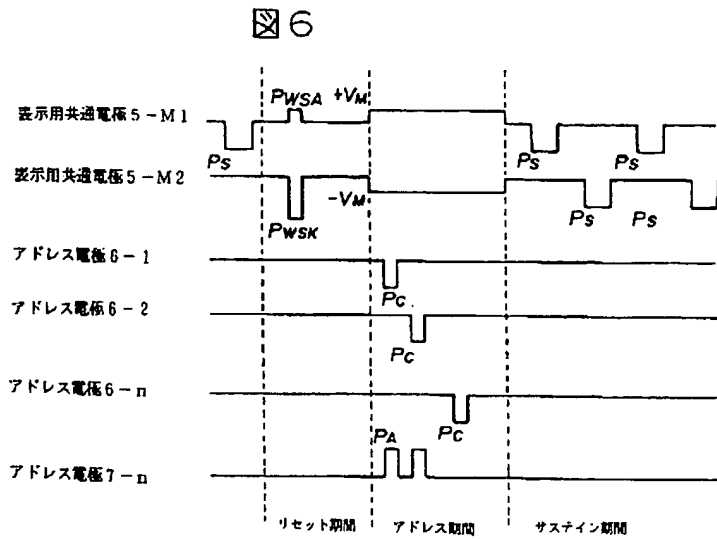 図6
PWSA +VM
表示用共通電極5－M1
PS PS PS
表示用共通電極5－M2
－VM
PWSK PS PS
アドレス電極6－1
PC
アドレス電極6－2
PC
アドレス電極6－n
PA PC
アドレス電極7－n
リセット期間 アドレス期間 サステイン期間